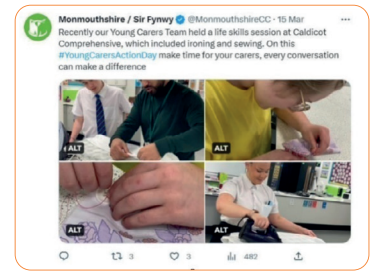 Monmouthshire / Sir Fynwy @MonmouthshireCC · 15 Mar
Recently our Young Carers Team held a life skills session at Caldicot
Comprehensive, which included ironing and sewing. On this
#YoungCarersActionDay make time for your carers, every conversation
can make a difference
ALT
ALT
ALT
ALT
3
3
482